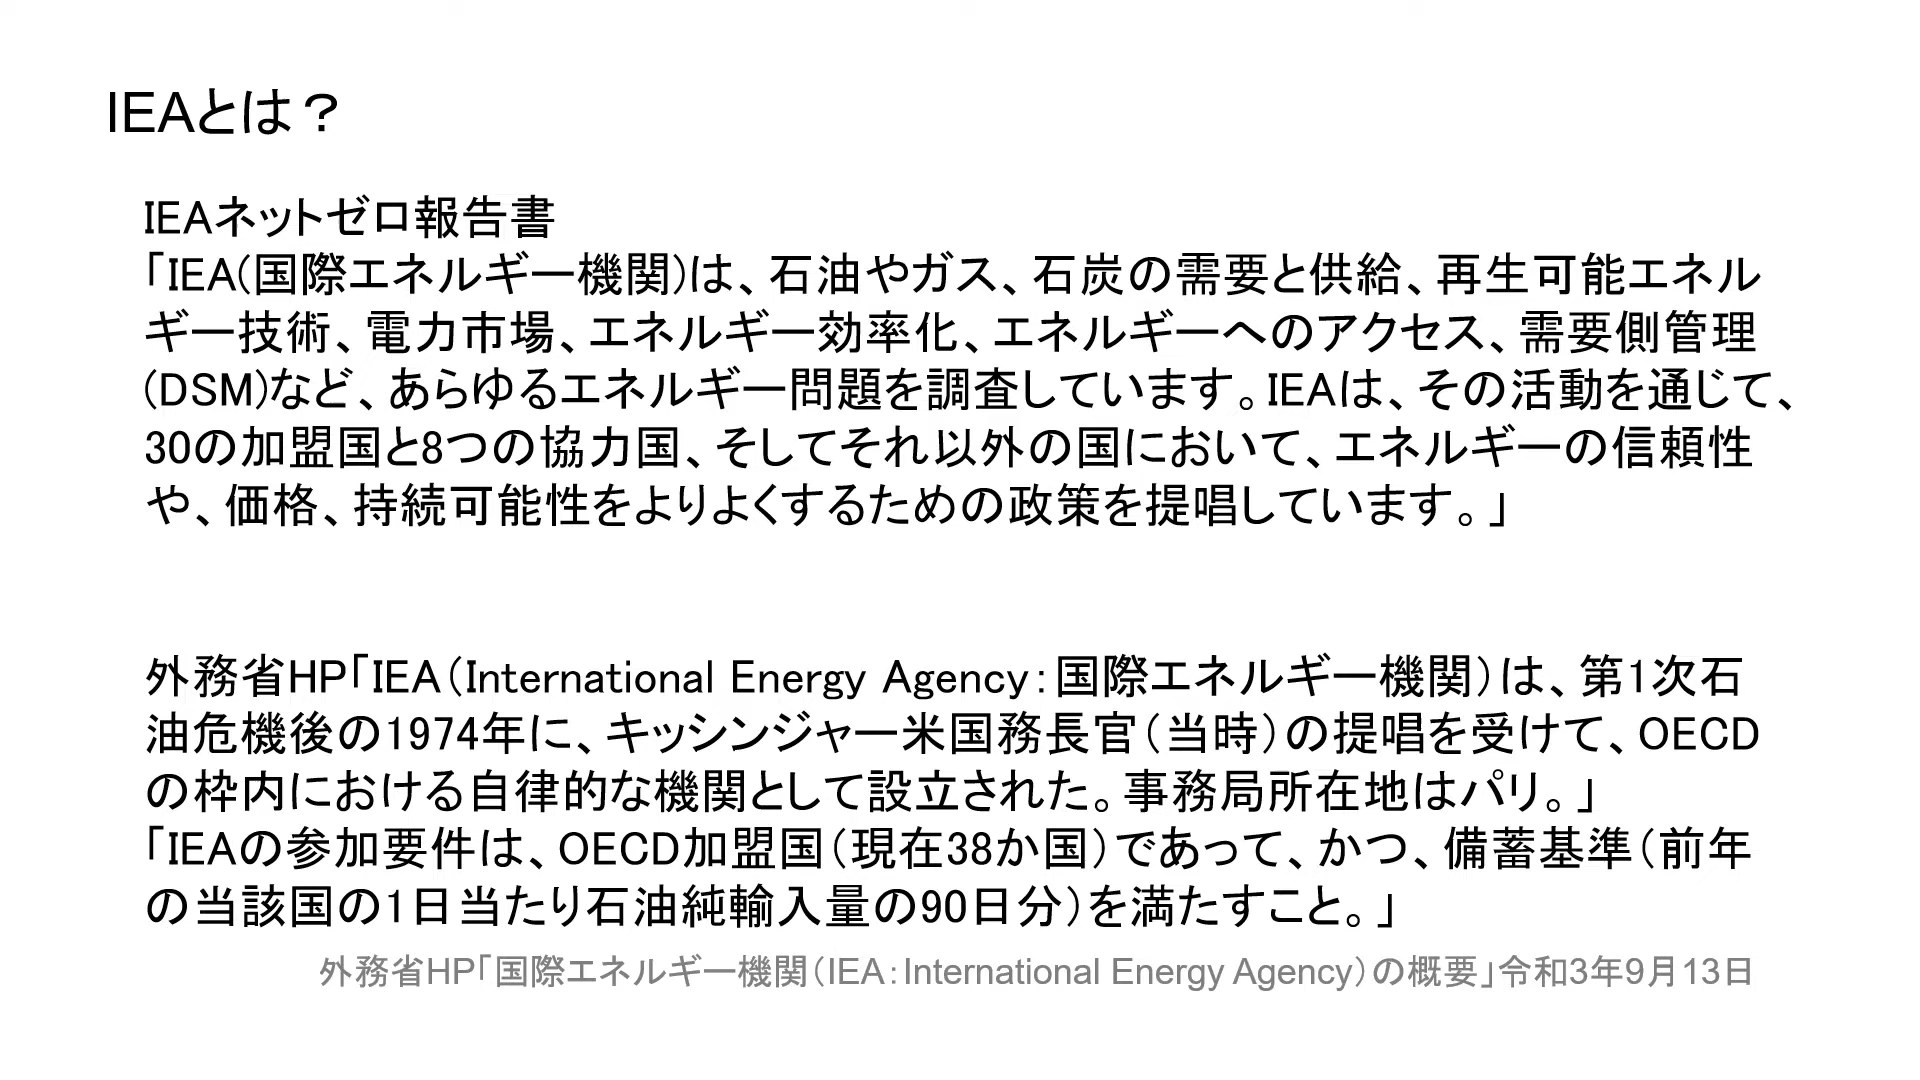 IEAとは？
IEAネットゼロ報告書
「IEA(国際エネルギー機関)は、石油やガス、石炭の需要と供給、再生可能エネル
ギー技術、電力市場、エネルギー効率化、エネルギーへのアクセス、需要側管理
(DSM)など、あらゆるエネルギー問題を調査しています。IEAは、その活動を通じて、
30の加盟国と8つの協力国、そしてそれ以外の国において、エネルギーの信頼性
や、価格、持続可能性をよりよくするための政策を提唱しています。」
外務省HP「IEA（International Energy Agency：国際エネルギー機関）は、第1次石
油危機後の1974年に、キッシンジャー米国務長官（当時）の提唱を受けて、OECD
の枠内における自律的な機関として設立された。事務局所在地はパリ。」
「IEAの参加要件は、OECD加盟国（現在38か国）であって、かつ、備蓄基準（前年
の当該国の1日当たり石油純輸入量の90日分）を満たすこと。」
外務省HP「国際エネルギー機関（IEA：International Energy Agency）の概要」令和3年9月13日